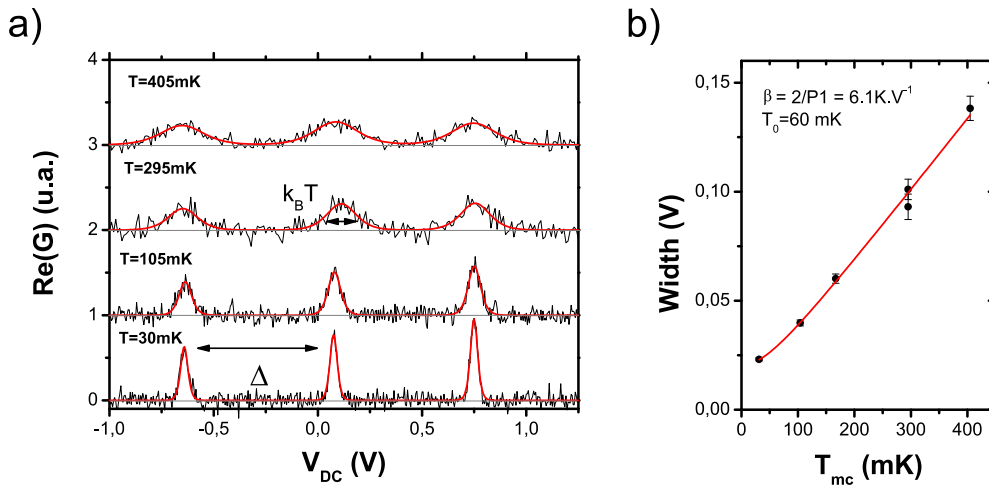 a)
4
3
2
1
0
Re(G) (u.a.)
T=405mK
T=295mK
k_BT
T=105mK
T=30mK
Δ
-1,0 -0,5 0,0 0,5 1,0
V_DC (V)
b)
0,15
0,10
0,05
0,00
Width (V)
β = 2/P1 = 6.1K.V⁻¹
T₀=60 mK
0 100 200 300 400
T_mc (mK)